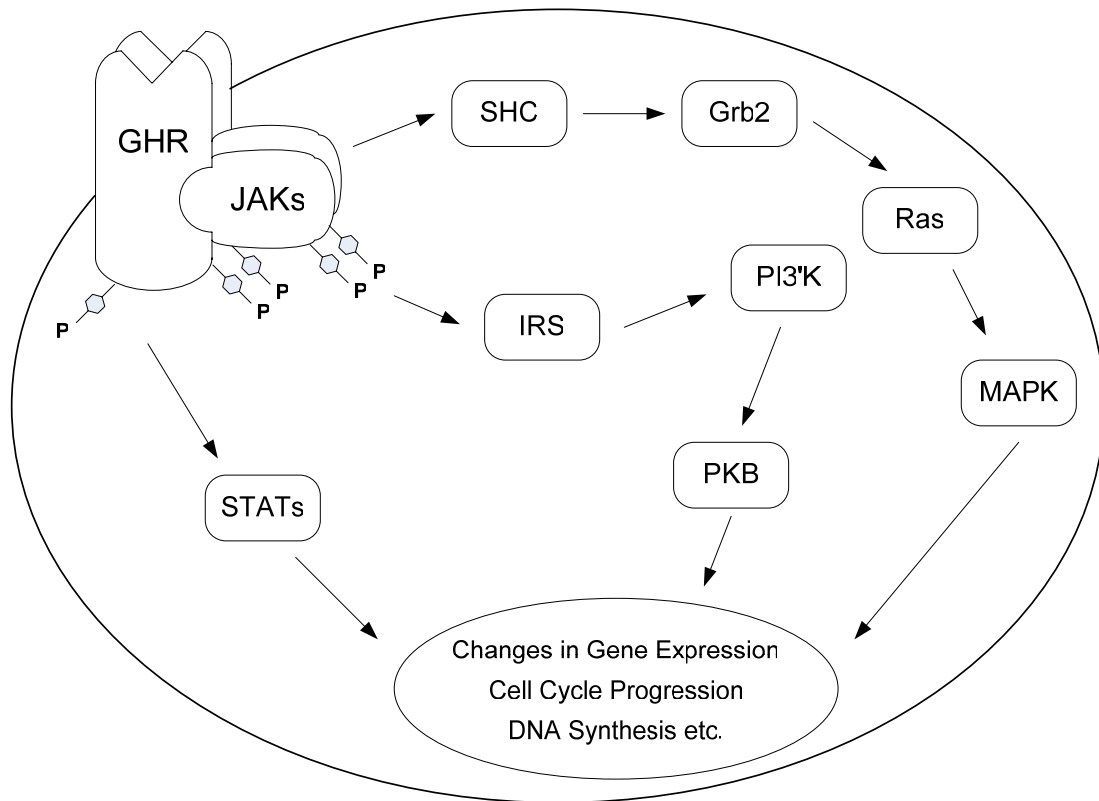 GHR
JAKs
SHC
Grb2
Ras
PI3'K
IRS
MAPK
PKB
STATs
P
P
P
P
P
Changes in Gene Expression
Cell Cycle Progression
DNA Synthesis etc.